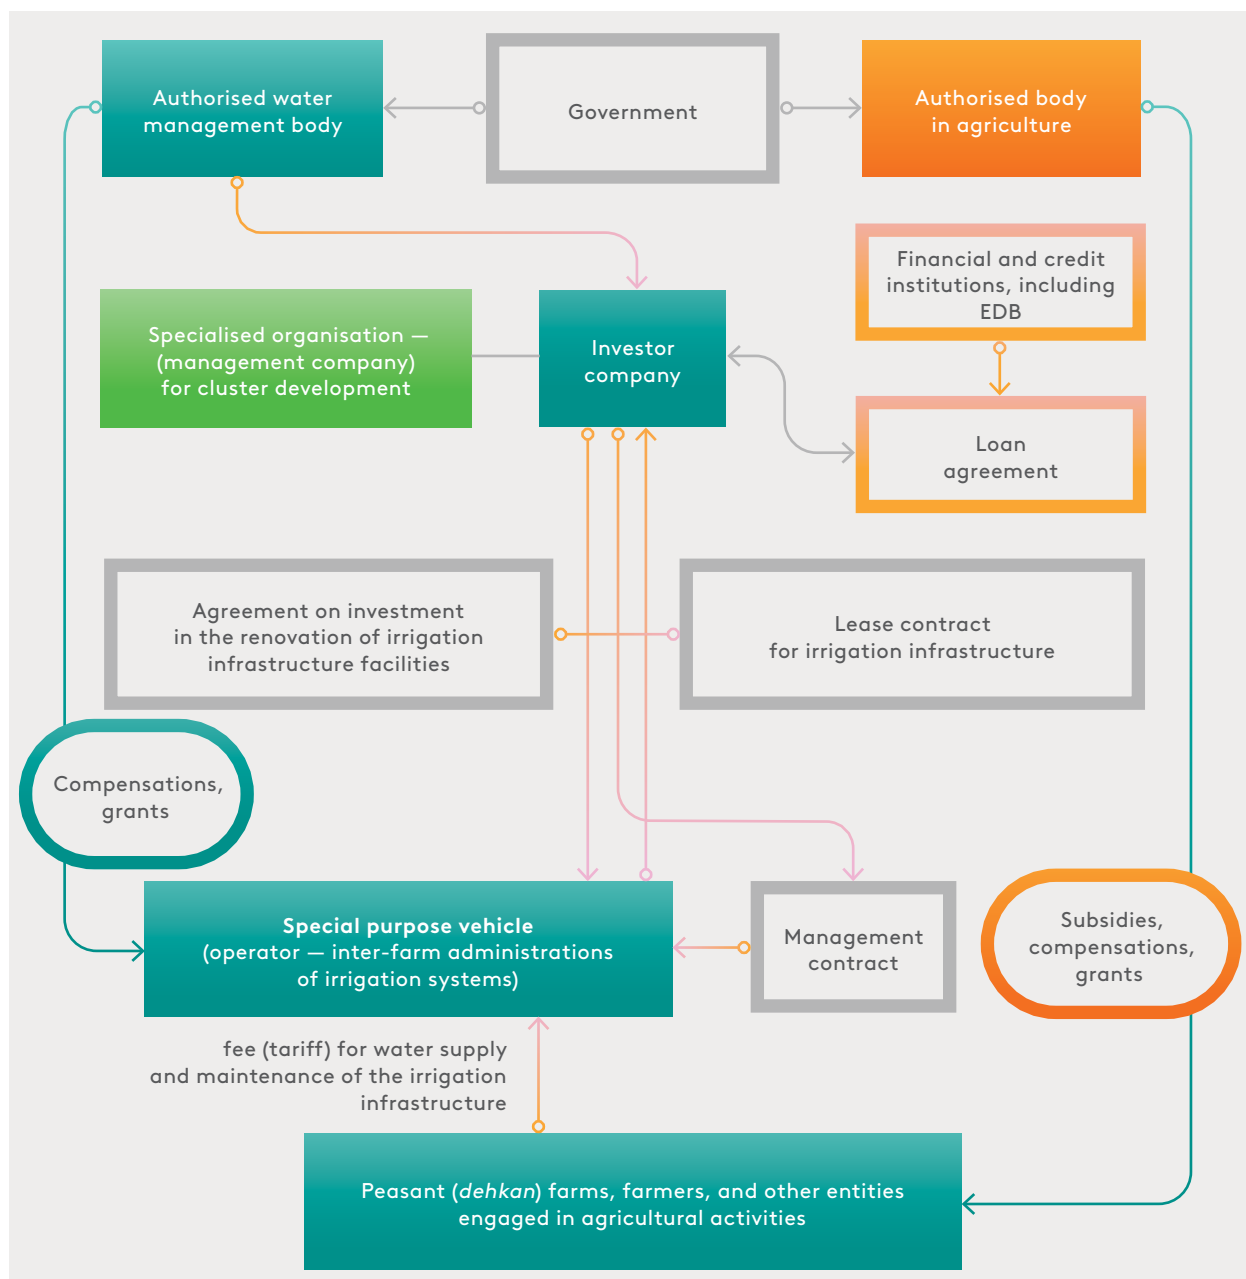 Authorised water
management body
Government
Authorised body
in agriculture
Financial and credit
institutions, including
EDB
Specialised organisation —
(management company)
for cluster development
Investor
company
Loan
agreement
Agreement on investment
in the renovation of irrigation
infrastructure facilities
Lease contract
for irrigation infrastructure
Compensations,
grants
Special purpose vehicle
(operator — inter-farm administrations
of irrigation systems)
Management
contract
Subsidies,
compensations,
grants
fee (tariff) for water supply
and maintenance of the irrigation
infrastructure
Peasant (dehkan) farms, farmers, and other entities
engaged in agricultural activities